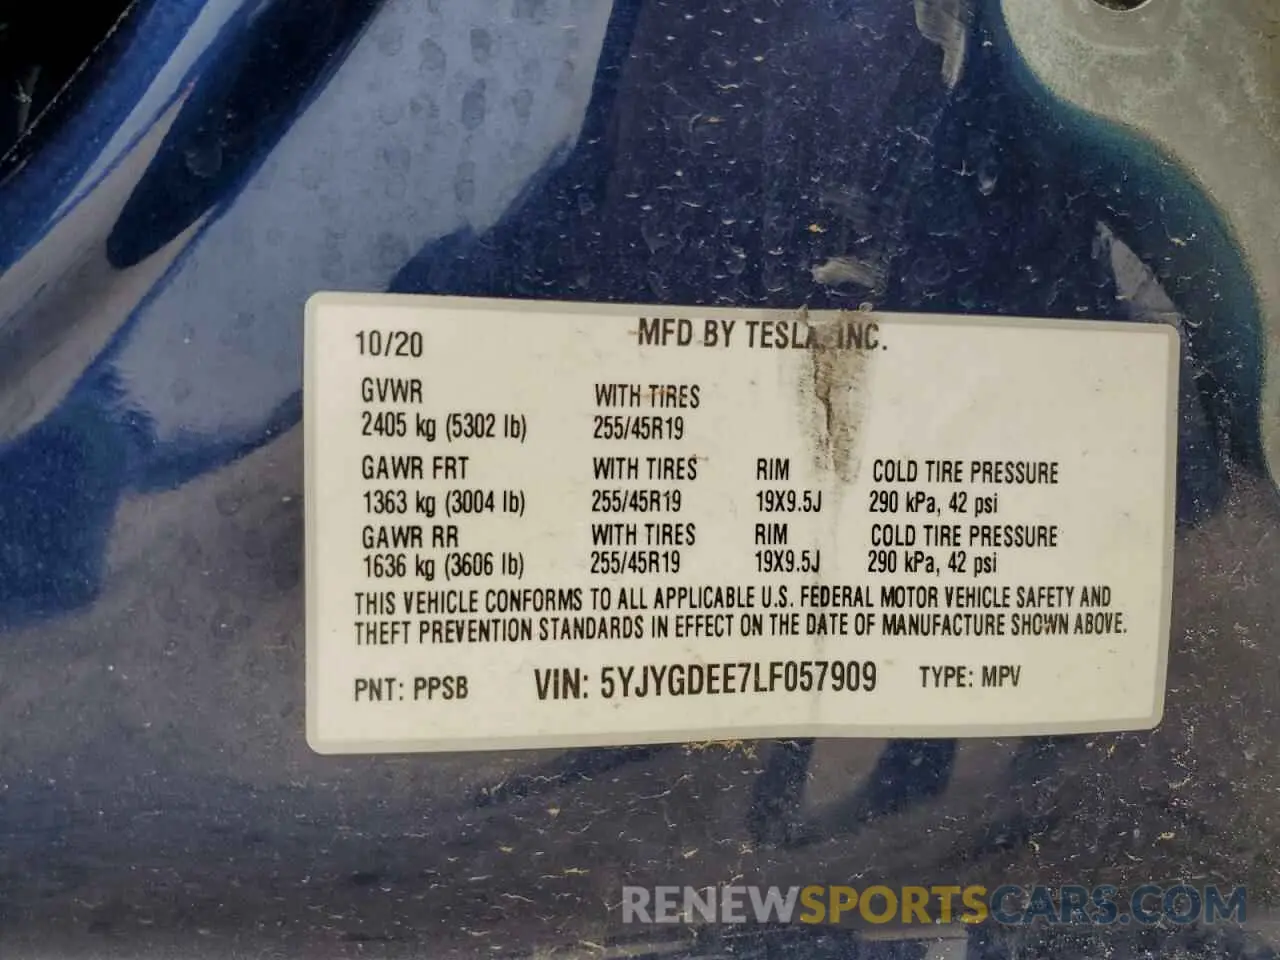 10/20 MFD BY TESLA, INC.
GVWR WITH TIRES
2405 kg (5302 lb) 255/45R19
GAWR FRT WITH TIRES RIM COLD TIRE PRESSURE
1363 kg (3004 lb) 255/45R19 19X9.5J 290 kPa, 42 psi
GAWR RR WITH TIRES RIM COLD TIRE PRESSURE
1636 kg (3606 lb) 255/45R19 19X9.5J 290 kPa, 42 psi
THIS VEHICLE CONFORMS TO ALL APPLICABLE U.S. FEDERAL MOTOR VEHICLE SAFETY AND
THEFT PREVENTION STANDARDS IN EFFECT ON THE DATE OF MANUFACTURE SHOWN ABOVE.
PNT: PPSB VIN: 5YJYGDEE7LF057909 TYPE: MPV
RENEWSPORTSCARS.COM